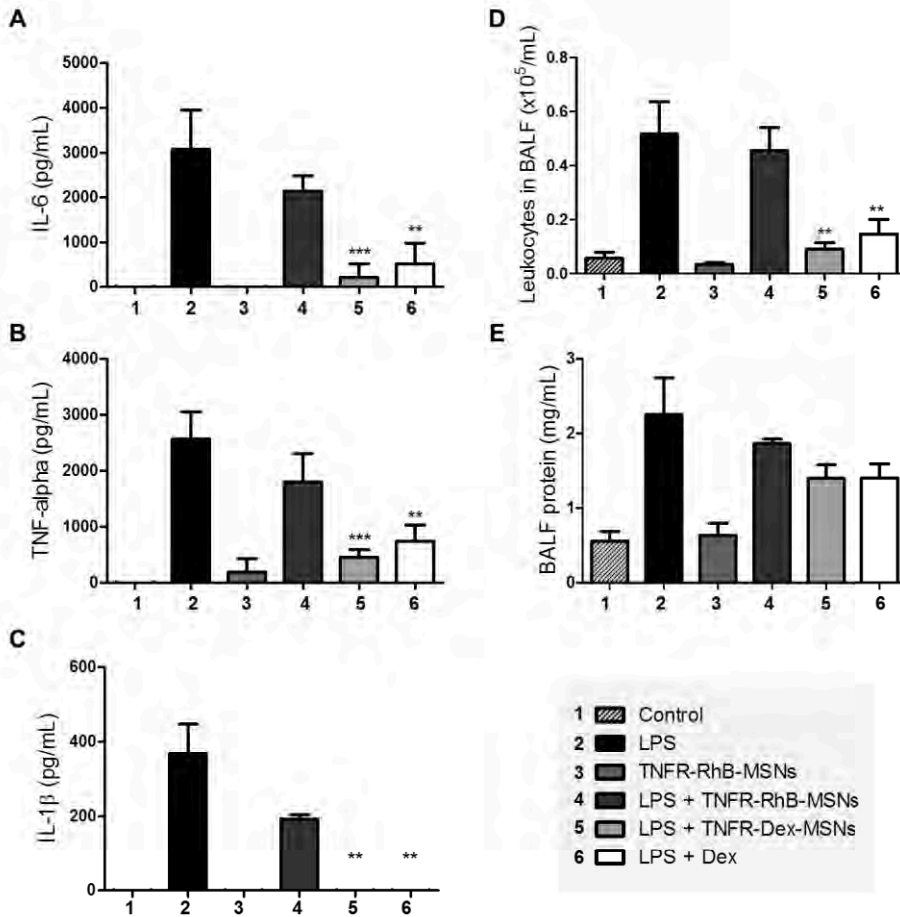 A
IL-6 (pg/mL)
5000
4000
3000
2000
1000
0
*** **
1 2 3 4 5 6
B
TNF-alpha (pg/mL)
4000
3000
2000
1000
0
*** **
1 2 3 4 5 6
C
IL-1β (pg/mL)
600
400
200
0
** **
1 2 3 4 5 6
D
Leukocytes in BALF (x10⁵/mL)
0.8
0.6
0.4
0.2
0.0
** **
1 2 3 4 5 6
E
BALF protein (mg/mL)
3
2
1
0
1 2 3 4 5 6
1 Control
2 LPS
3 TNFR-RhB-MSNs
4 LPS + TNFR-RhB-MSNs
5 LPS + TNFR-Dex-MSNs
6 LPS + Dex